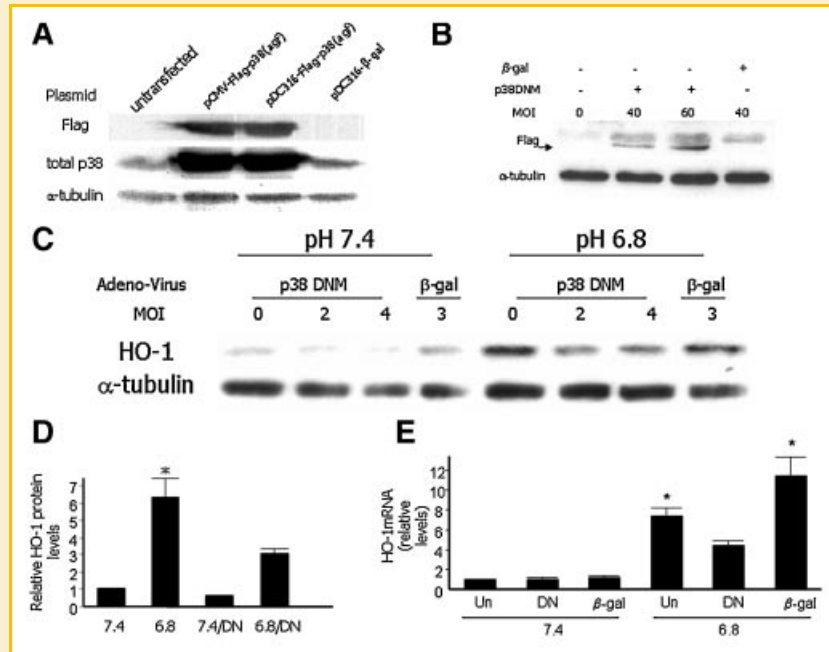 A
Plasmid
untransfected
pCMV-Flag-p38(agf)
pDC316-Flag-p38(agf)
pDC316-β-gal
Flag
total p38
α-tubulin
B
β-gal - - - +
p38DNM - + + -
MOI 0 40 60 40
Flag
α-tubulin
C
pH 7.4 pH 6.8
Adeno-Virus p38 DNM β-gal p38 DNM β-gal
MOI 0 2 4 3 0 2 4 3
HO-1
α-tubulin
D
Relative HO-1 protein
levels
7
6
5
4
3
2
1
0
*
7.4 6.8 7.4/DN 6.8/DN
E
HO-1mRNA
(relative
levels)
12
10
8
6
4
2
0
* *
Un DN β-gal Un DN β-gal
7.4 6.8